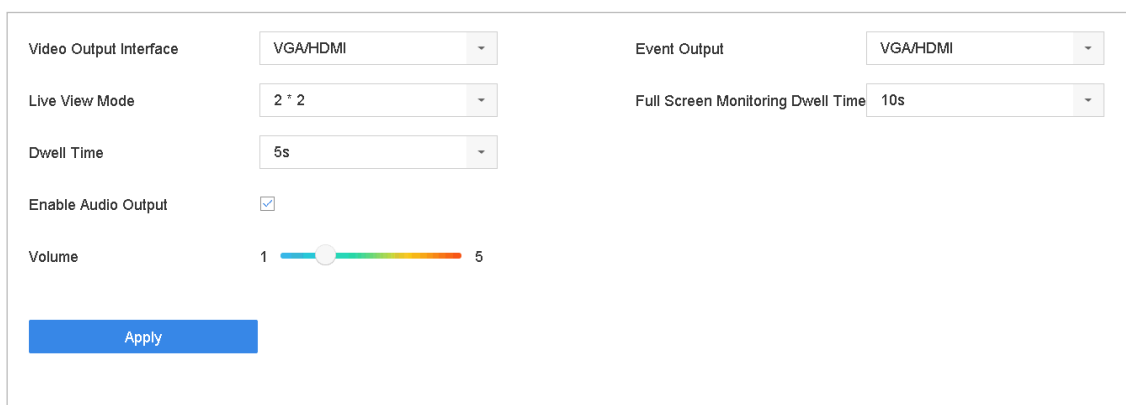 Video Output Interface VGA/HDMI Event Output VGA/HDMI
Live View Mode 2 * 2 Full Screen Monitoring Dwell Time 10s
Dwell Time 5s
Enable Audio Output
Volume 1 5
Apply